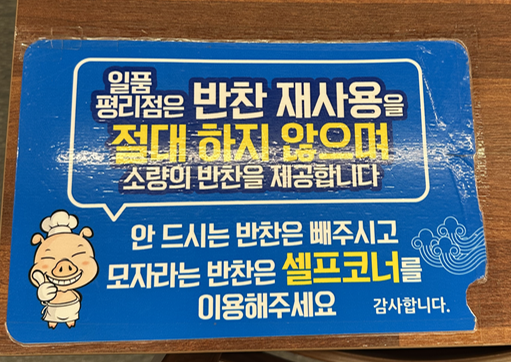 일품
평리점은 반찬 재사용을
절대 하지 않으며
소량의 반찬을 제공합니다
안 드시는 반찬은 빼주시고
모자라는 반찬은 셀프코너를
이용해주세요 감사합니다.